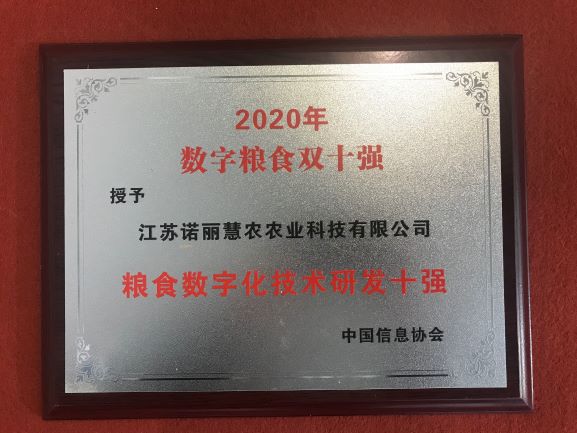 2020年
数字粮食双十强
授予
江苏诺丽慧农农业科技有限公司
粮食数字化技术研发十强
中国信息协会